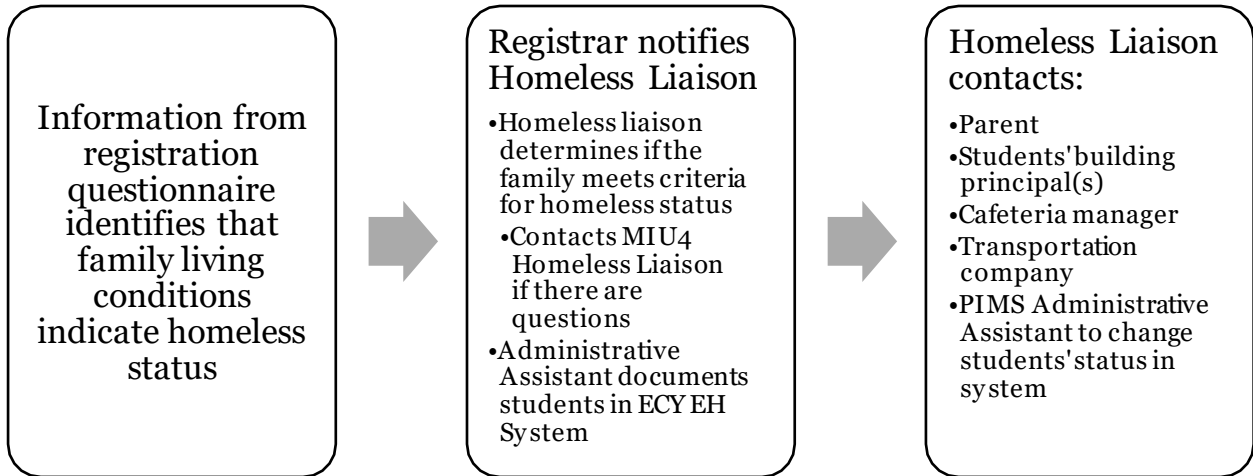 Information from
registration
questionnaire
identifies that
family living
conditions
indicate homeless
status
Registrar notifies
Homeless Liaison
•Homeless liaison
determines if the
family meets criteria
for homeless status
•Contacts MIU4
Homeless Liaison
if there are
questions
•Administrative
Assistant documents
students in ECYEH
System
Homeless Liaison
contacts:
•Parent
•Students' building
principal(s)
•Cafeteria manager
•Transportation
company
•PIMS Administrative
Assistant to change
students' status in
system